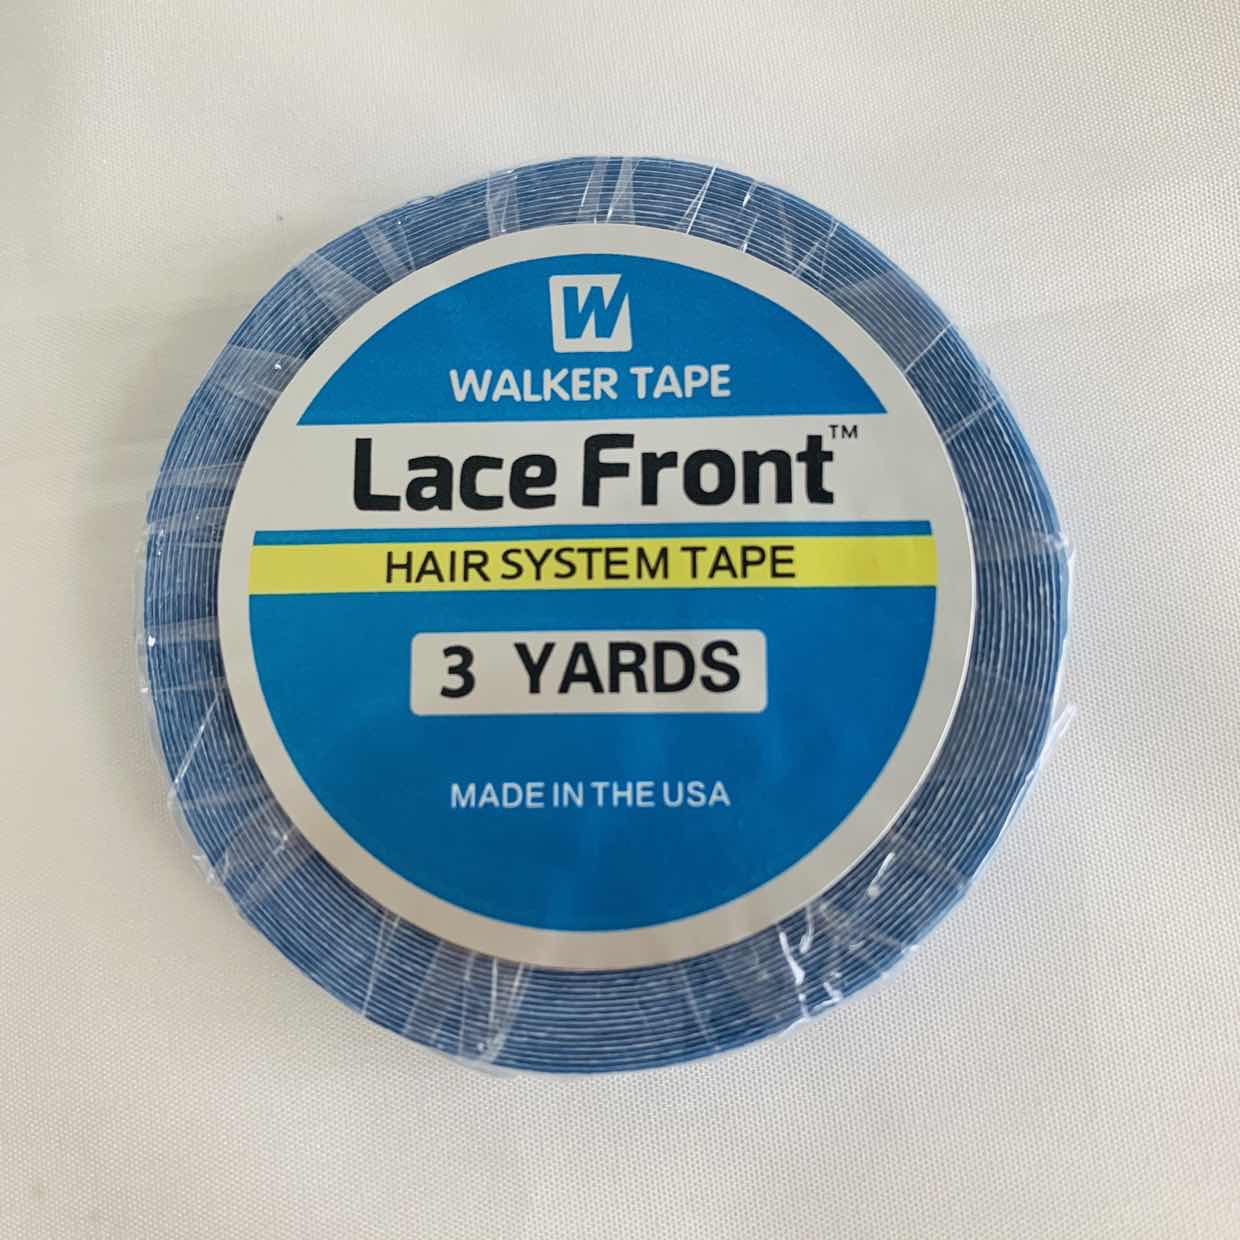 W
WALKER TAPE
Lace Front™
HAIR SYSTEM TAPE
3 YARDS
MADE IN THE USA